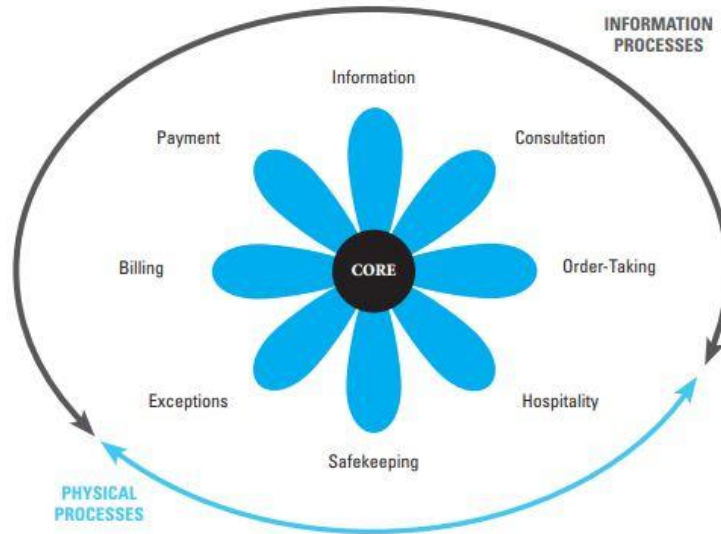 INFORMATION
PROCESSES
Information
Payment
Consultation
Billing
CORE
Order-Taking
Exceptions
Hospitality
Safekeeping
PHYSICAL
PROCESSES